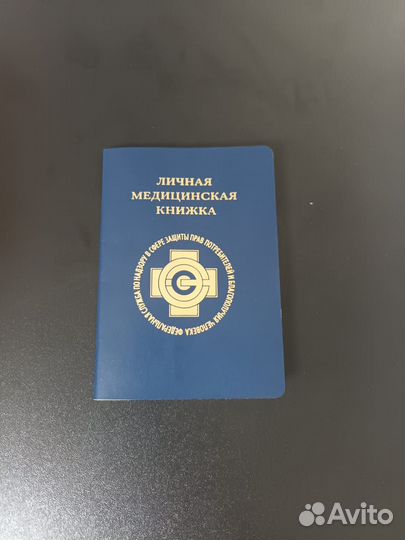 ЛИЧНАЯ
МЕДИЦИНСКАЯ
КНИЖКА
ФЕДЕРАЛЬНАЯ СЛУЖБА ПО НАДЗОРУ В СФЕРЕ ЗАЩИТЫ ПРАВ ПОТРЕБИТЕЛЕЙ И БЛАГОПОЛУЧИЯ ЧЕЛОВЕКА
Avito